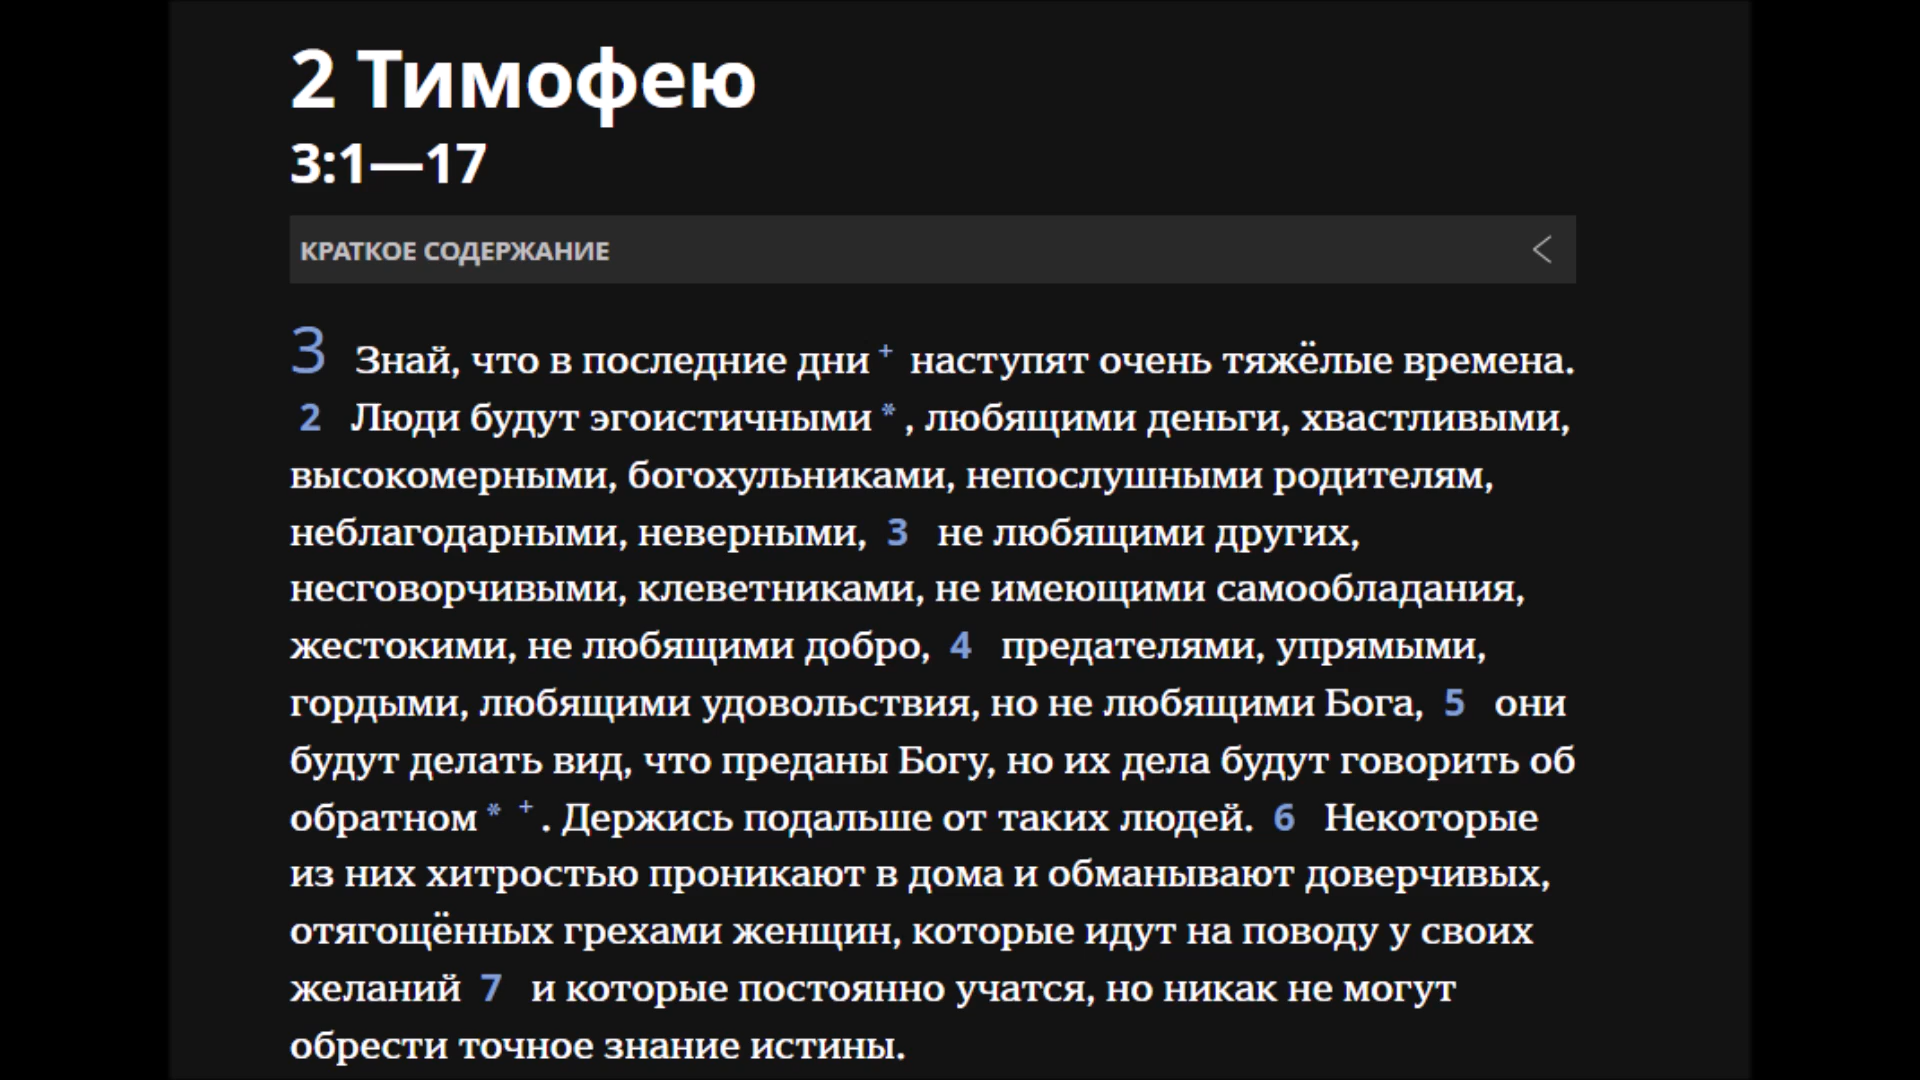 2 Тимофею
3:1—17
КРАТКОЕ СОДЕРЖАНИЕ
3 Знай, что в последние дни + наступят очень тяжёлые времена.
2 Люди будут эгоистичными * , любящими деньги, хвастливыми,
высокомерными, богохульниками, непослушными родителям,
неблагодарными, неверными, 3 не любящими других,
несговорчивыми, клеветниками, не имеющими самообладания,
жестокими, не любящими добро, 4 предателями, упрямыми,
гордыми, любящими удовольствия, но не любящими Бога, 5 они
будут делать вид, что преданы Богу, но их дела будут говорить об
обратном * + . Держись подальше от таких людей. 6 Некоторые
из них хитростью проникают в дома и обманывают доверчивых,
отягощённых грехами женщин, которые идут на поводу у своих
желаний 7 и которые постоянно учатся, но никак не могут
обрести точное знание истины.